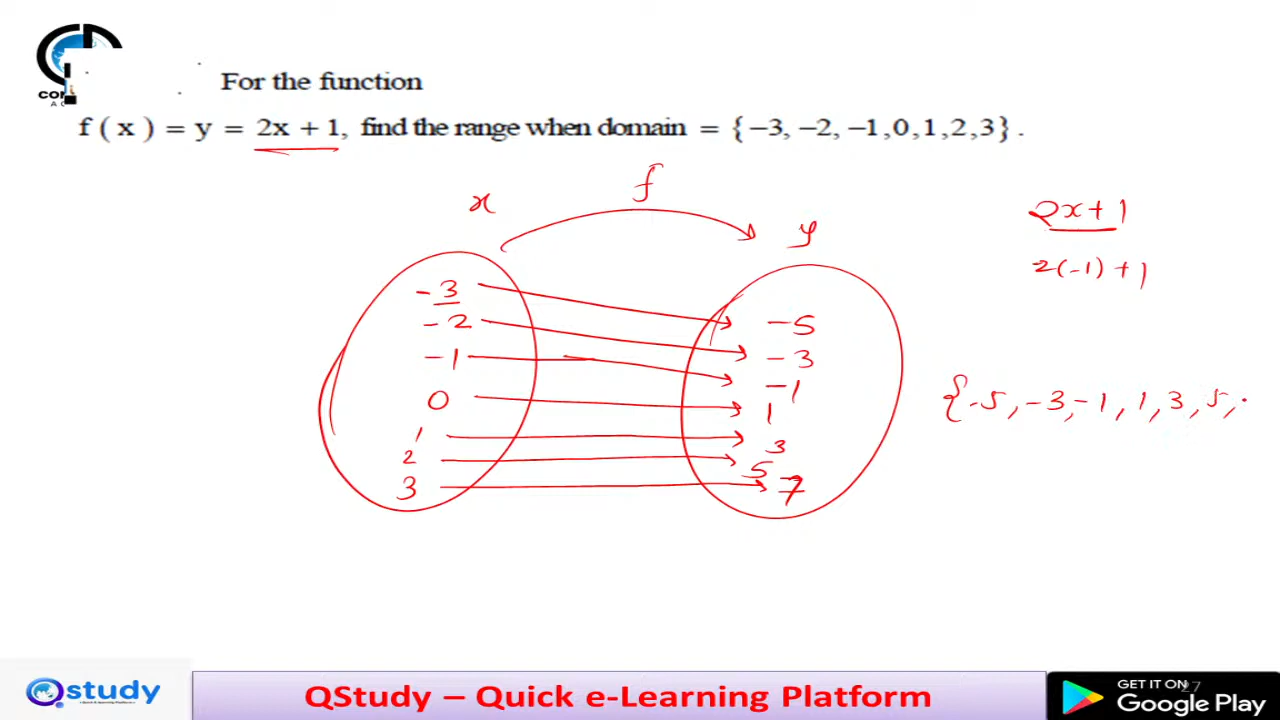 CO
A
For the function
f ( x ) = y = 2x + 1, find the range when domain = {−3, −2, −1,0,1,2,3} .
f
x
y
2x+1
2(-1) + 1
-3
-2
-1
0
1
2
3
-5
-3
-1
1
3
5
7
{-5, -3, -1, 1, 3, 5,
Qstudy
QStudy – Quick e-Learning Platform
27
GET IT ON
Google Play